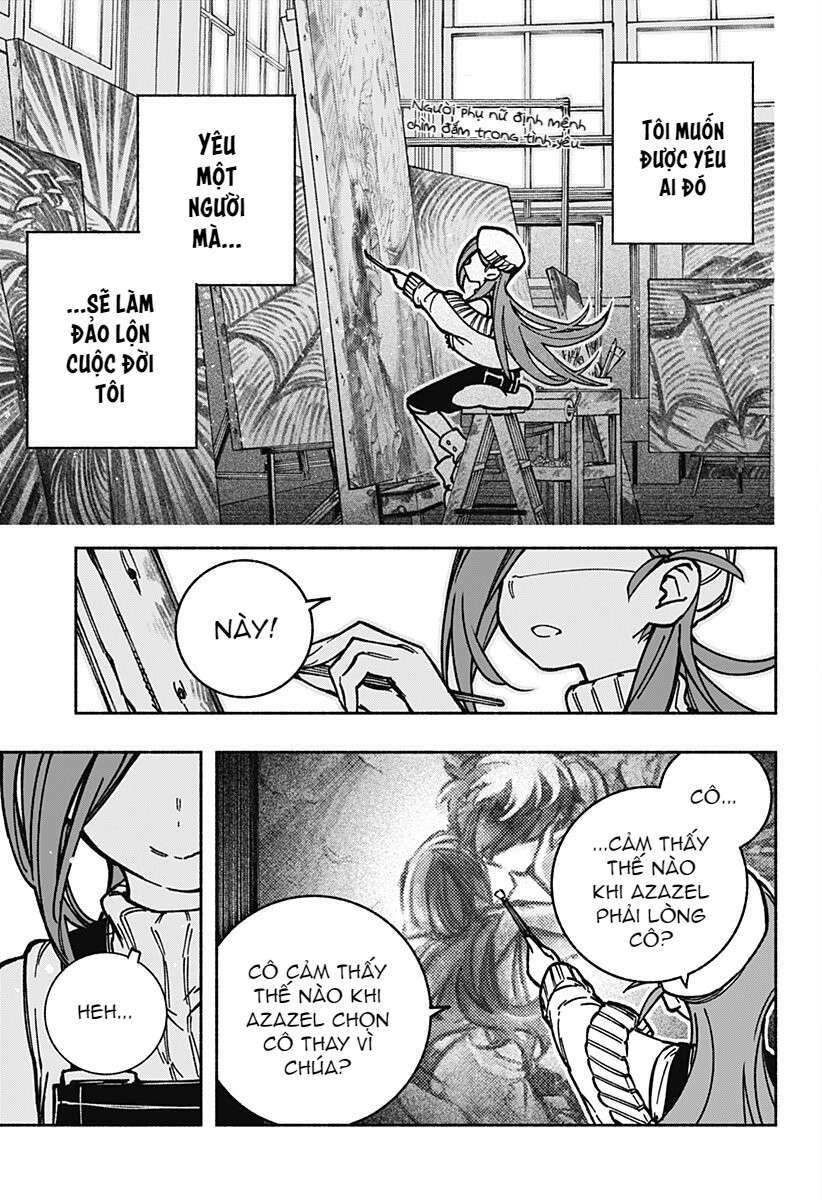 TÔI MUỐN
ĐƯỢC YÊU
AI ĐÓ
Người phụ nữ định mệnh
chìm đắm trong tình yêu...
YÊU
MỘT
NGƯỜI
MÀ...
...SẼ LÀM
ĐẢO LỘN
CUỘC ĐỜI
TÔI
NÀY!
CÔ...
...CẢM THẤY
THẾ NÀO
KHI AZAZEL
PHẢI LÒNG
CÔ?
CÔ CẢM THẤY
THẾ NÀO KHI
AZAZEL CHỌN
CÔ THAY VÌ
CHÚA?
HEH...